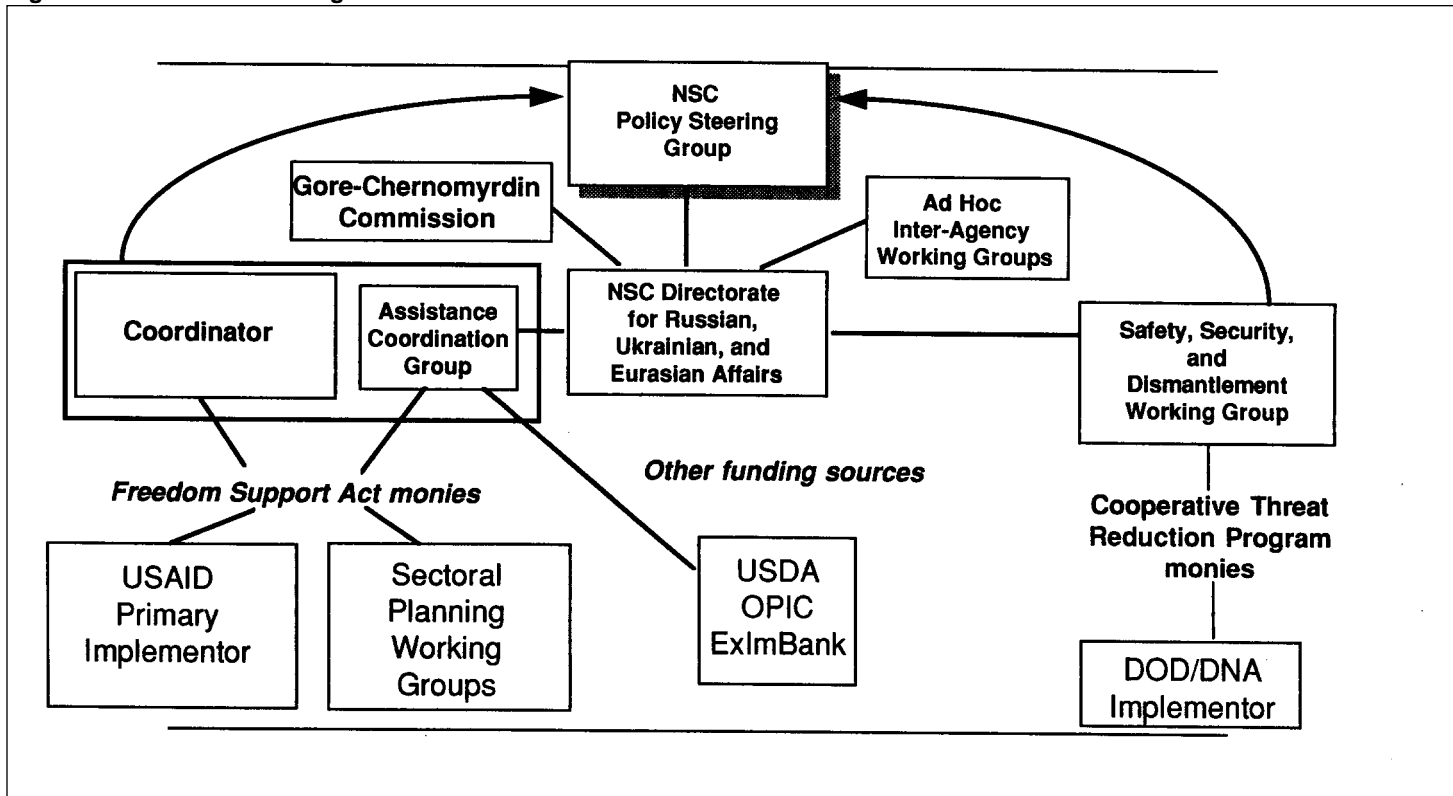 NSC
Policy Steering
Group
Gore-Chernomyrdin
Commission
Ad Hoc
Inter-Agency
Working Groups
Coordinator
Assistance
Coordination
Group
NSC Directorate
for Russian,
Ukrainian, and
Eurasian Affairs
Safety, Security,
and
Dismantlement
Working Group
Freedom Support Act monies
Other funding sources
Cooperative Threat
Reduction Program
monies
USAID
Primary
Implementor
Sectoral
Planning
Working
Groups
USDA
OPIC
ExImBank
DOD/DNA
Implementor